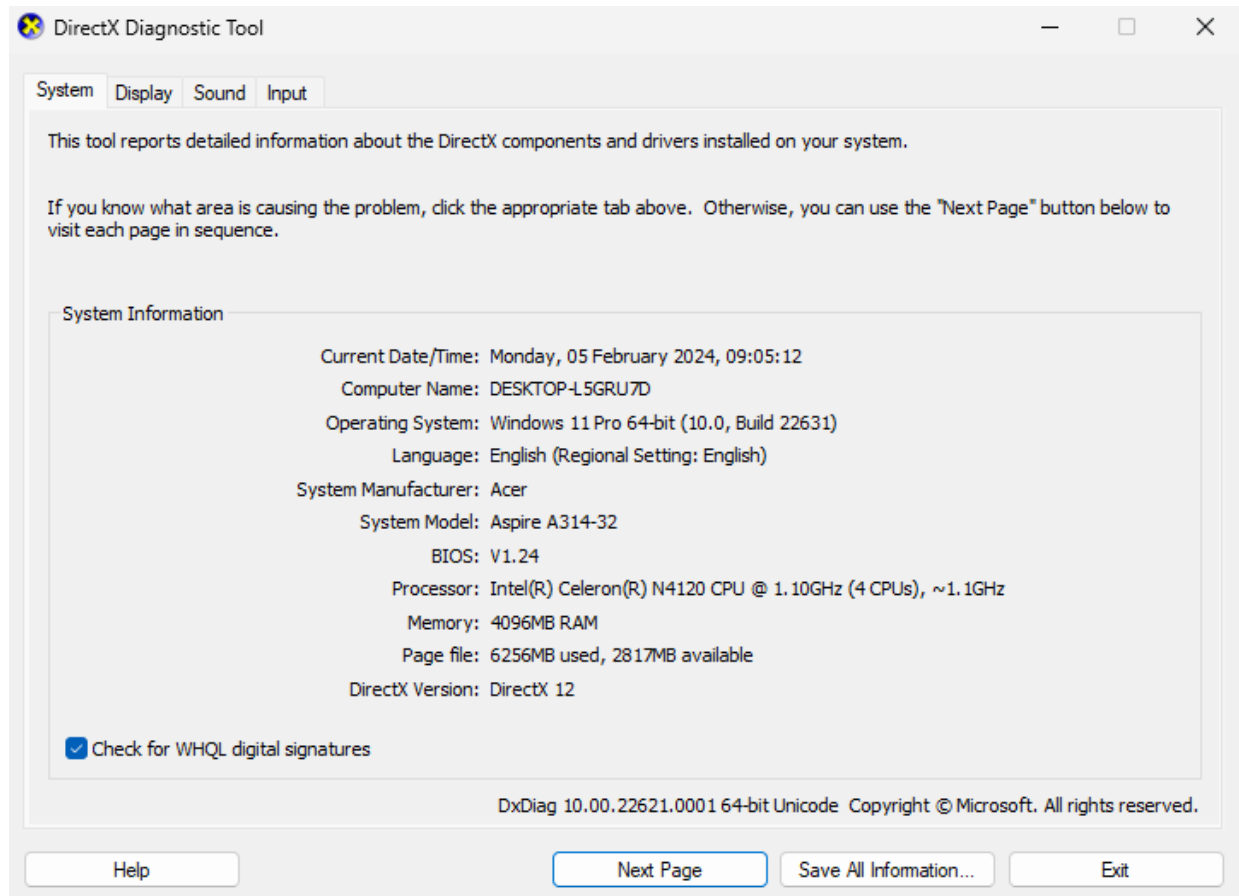 DirectX Diagnostic Tool
System Display Sound Input
This tool reports detailed information about the DirectX components and drivers installed on your system.
If you know what area is causing the problem, click the appropriate tab above.  Otherwise, you can use the "Next Page" button below to
visit each page in sequence.
System Information
Current Date/Time: Monday, 05 February 2024, 09:05:12
Computer Name: DESKTOP-L5GRU7D
Operating System: Windows 11 Pro 64-bit (10.0, Build 22631)
Language: English (Regional Setting: English)
System Manufacturer: Acer
System Model: Aspire A314-32
BIOS: V1.24
Processor: Intel(R) Celeron(R) N4120 CPU @ 1.10GHz (4 CPUs), ~1.1GHz
Memory: 4096MB RAM
Page file: 6256MB used, 2817MB available
DirectX Version: DirectX 12
Check for WHQL digital signatures
DxDiag 10.00.22621.0001 64-bit Unicode  Copyright © Microsoft. All rights reserved.
Help Next Page Save All Information... Exit